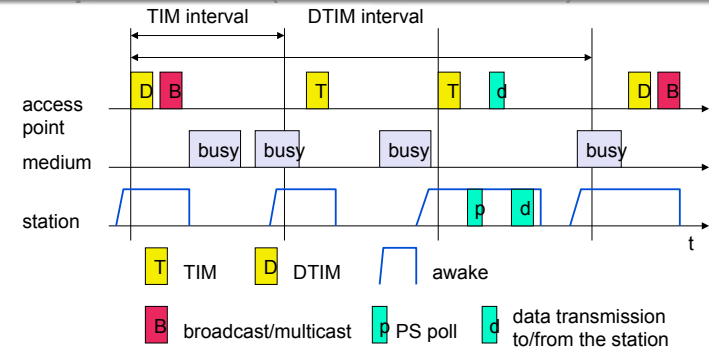 TIM interval DTIM interval
D B T T d D B
access
point
busy busy busy busy
medium
p d
station
t
T TIM D DTIM awake
B broadcast/multicast p PS poll d data transmission
to/from the station